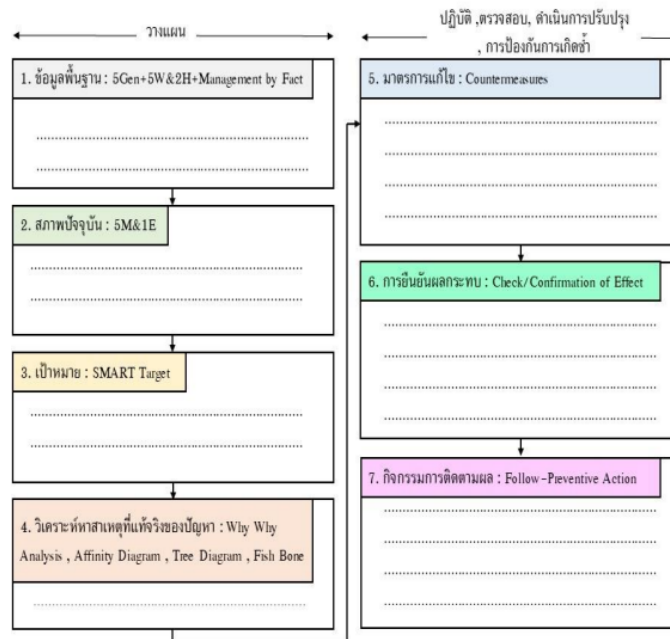 วางแผน
1. ข้อมูลพื้นฐาน : 5Gen+5W&2H+Management by Fact
2. สภาพปัจจุบัน : 5M&1E
3. เป้าหมาย : SMART Target
4. วิเคราะห์หาสาเหตุที่แท้จริงของปัญหา : Why Why
Analysis , Affinity Diagram , Tree Diagram , Fish Bone
ปฏิบัติ ,ตรวจสอบ, ดำเนินการปรับปรุง
, การป้องกันการเกิดซ้ำ
5. มาตรการแก้ไข : Countermeasures
6. การยืนยันผลกระทบ : Check/Confirmation of Effect
7. กิจกรรมการติดตามผล : Follow-Preventive Action